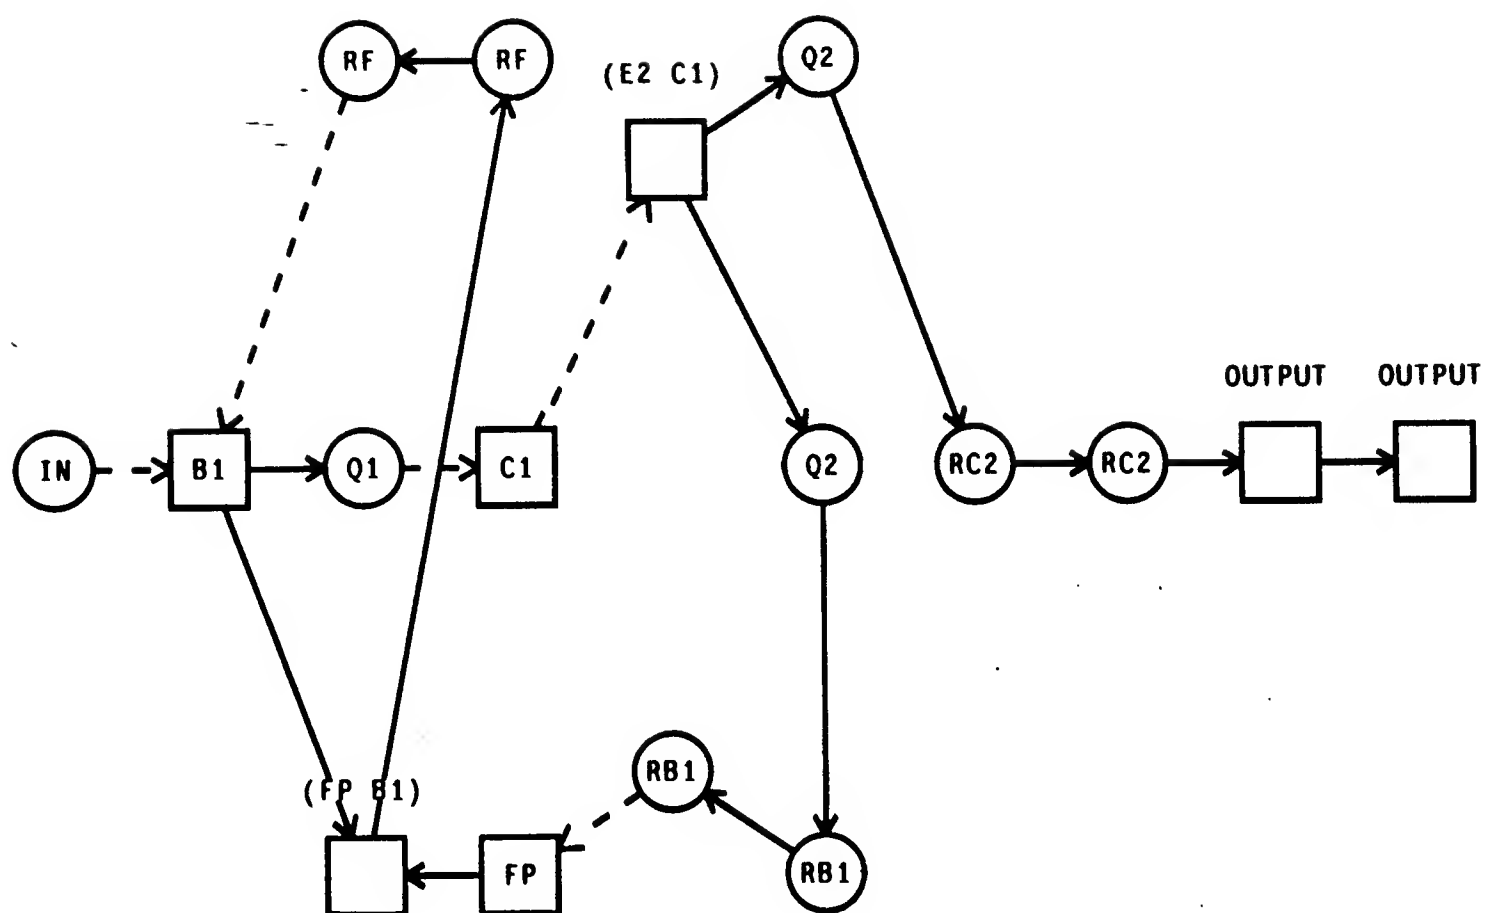 RF
RF
(E2 C1)
Q2
OUTPUT
OUTPUT
IN
B1
Q1
C1
Q2
RC2
RC2
(FP B1)
RB1
FP
RB1